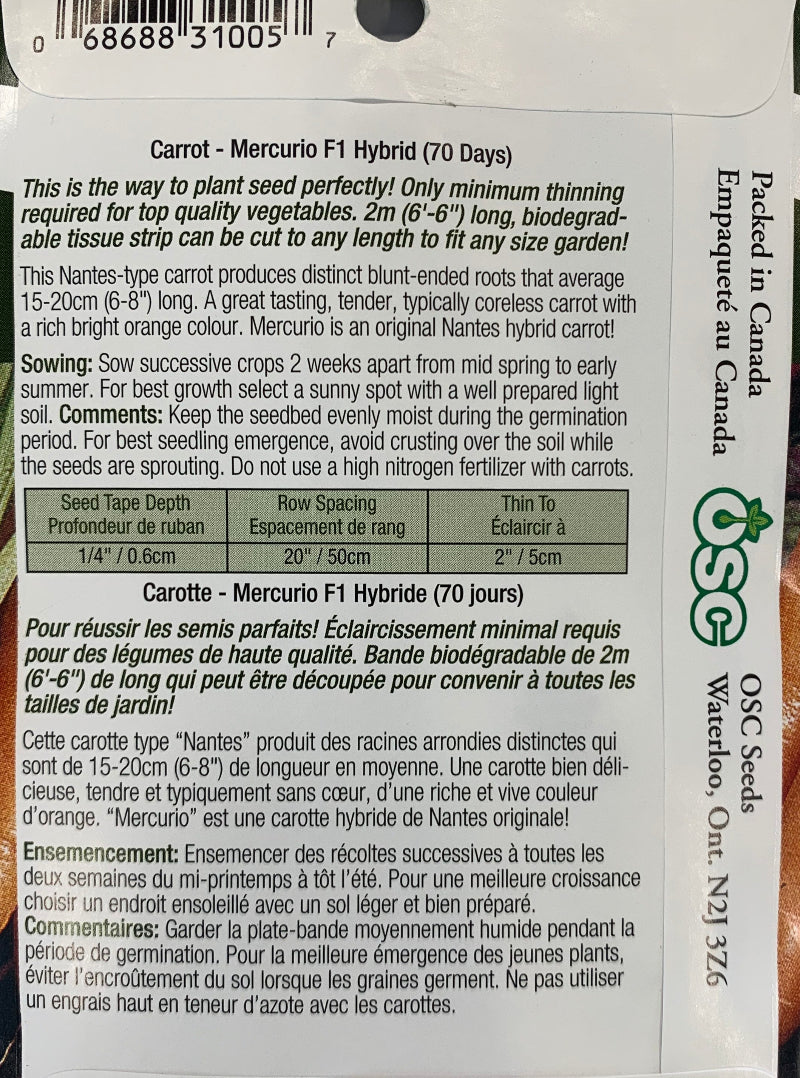 0 68688 31005 7
Carrot - Mercurio F1 Hybrid (70 Days)
This is the way to plant seed perfectly! Only minimum thinning
required for top quality vegetables. 2m (6'-6") long, biodegrad-
able tissue strip can be cut to any length to fit any size garden!
This Nantes-type carrot produces distinct blunt-ended roots that average
15-20cm (6-8") long. A great tasting, tender, typically coreless carrot with
a rich bright orange colour. Mercurio is an original Nantes hybrid carrot!
Sowing: Sow successive crops 2 weeks apart from mid spring to early
summer. For best growth select a sunny spot with a well prepared light
soil. Comments: Keep the seedbed evenly moist during the germination
period. For best seedling emergence, avoid crusting over the soil while
the seeds are sprouting. Do not use a high nitrogen fertilizer with carrots.
Seed Tape Depth Row Spacing Thin To
Profondeur de ruban Espacement de rang Éclaircir à
1/4" / 0.6cm 20" / 50cm 2" / 5cm
Carotte - Mercurio F1 Hybride (70 jours)
Pour réussir les semis parfaits! Éclaircissement minimal requis
pour des légumes de haute qualité. Bande biodégradable de 2m
(6'-6") de long qui peut être découpée pour convenir à toutes les
tailles de jardin!
Cette carotte type “Nantes” produit des racines arrondies distinctes qui
sont de 15-20cm (6-8") de longueur en moyenne. Une carotte bien déli-
cieuse, tendre et typiquement sans cœur, d'une riche et vive couleur
d'orange. “Mercurio” est une carotte hybride de Nantes originale!
Ensemencement: Ensemencer des récoltes successives à toutes les
deux semaines du mi-printemps à tôt l'été. Pour une meilleure croissance
choisir un endroit ensoleillé avec un sol léger et bien préparé.
Commentaires: Garder la plate-bande moyennement humide pendant la
période de germination. Pour la meilleure émergence des jeunes plants,
éviter l'encroûtement du sol lorsque les graines germent. Ne pas utiliser
un engrais haut en teneur d'azote avec les carottes.
Packed in Canada
Empaqueté au Canada
OSC
OSC Seeds
Waterloo, Ont. N2J 3Z6